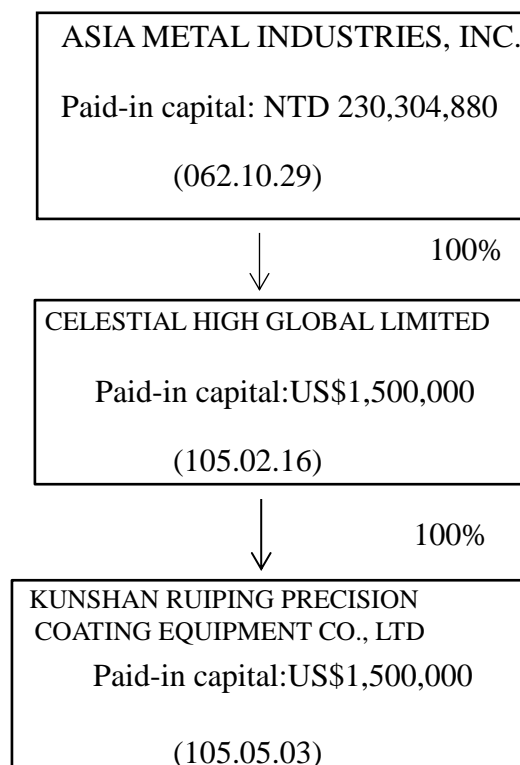 ASIA METAL INDUSTRIES, INC.
Paid-in capital: NTD 230,304,880
(062.10.29)
100%
CELESTIAL HIGH GLOBAL LIMITED
Paid-in capital:US$1,500,000
(105.02.16)
100%
KUNSHAN RUIPING PRECISION
COATING EQUIPMENT CO., LTD
Paid-in capital:US$1,500,000
(105.05.03)